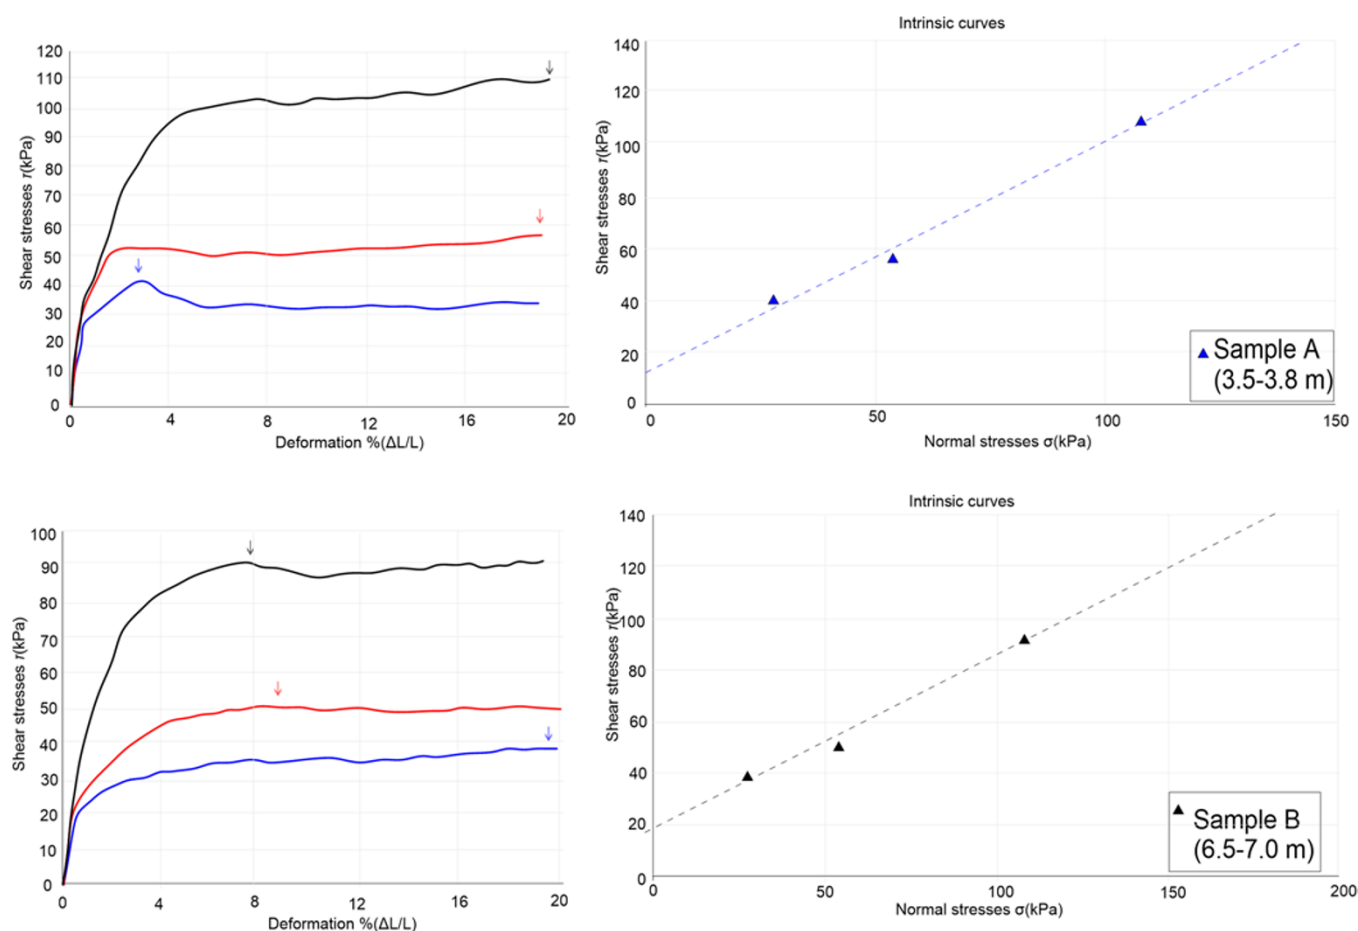 120
110
100
90
80
70
60
50
40
30
20
10
0
Shear stresses τ(kPa)
0 4 8 12 16 20
Deformation %(ΔL/L)
Intrinsic curves
140
120
100
80
60
40
20
0
Shear stresses τ(kPa)
Sample A
(3.5-3.8 m)
0 50 100 150
Normal stresses σ(kPa)
100
90
80
70
60
50
40
30
20
10
0
Shear stresses τ(kPa)
0 4 8 12 16 20
Deformation %(ΔL/L)
Intrinsic curves
140
120
100
80
60
40
20
0
Shear stresses τ(kPa)
Sample B
(6.5-7.0 m)
0 50 100 150 200
Normal stresses σ(kPa)